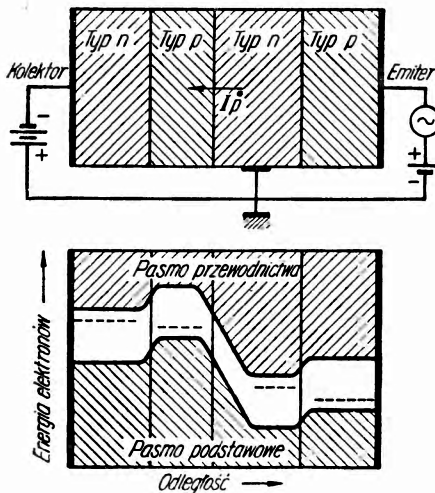 Typ n Typ p Typ n Typ p
Kolektor
Emiter
Ip
-
+
+
-
Energia elektronów
Pasmo przewodnictwa
Pasmo podstawowe
Odległość